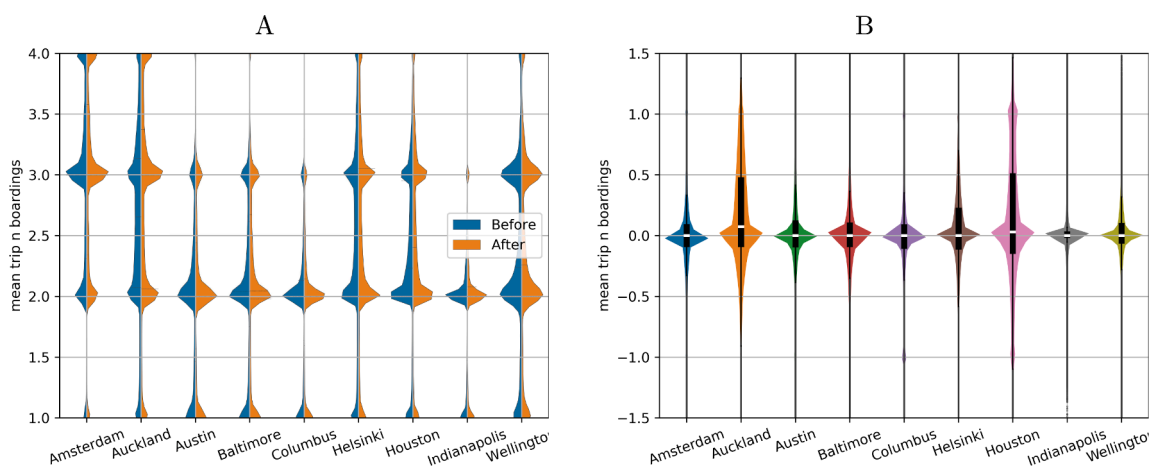 A
mean trip n boardings
4.0
3.5
3.0
2.5
2.0
1.5
1.0
Before
After
Amsterdam
Auckland
Austin
Baltimore
Columbus
Helsinki
Houston
Indianapolis
Wellington
B
mean trip n boardings
1.5
1.0
0.5
0.0
−0.5
−1.0
−1.5
Amsterdam
Auckland
Austin
Baltimore
Columbus
Helsinki
Houston
Indianapolis
Wellington